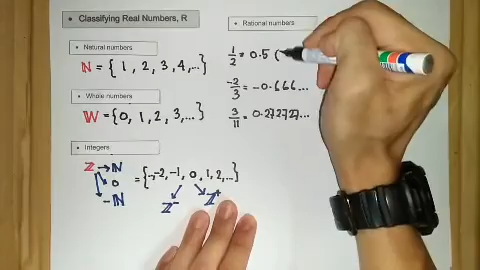 Classifying Real Numbers, R
Natural numbers
ℕ = { 1, 2, 3, 4,...}
Whole numbers
𝕎 = {0, 1, 2, 3,...}
Integers
ℤ → ℕ
→ 0
→ -ℕ
= {...,-2, -1, 0, 1, 2,...}
ℤ⁻ ℤ⁺
Rational numbers
1/2 = 0.5 (
-2/3 = -0.666...
3/11 = 0.272727...